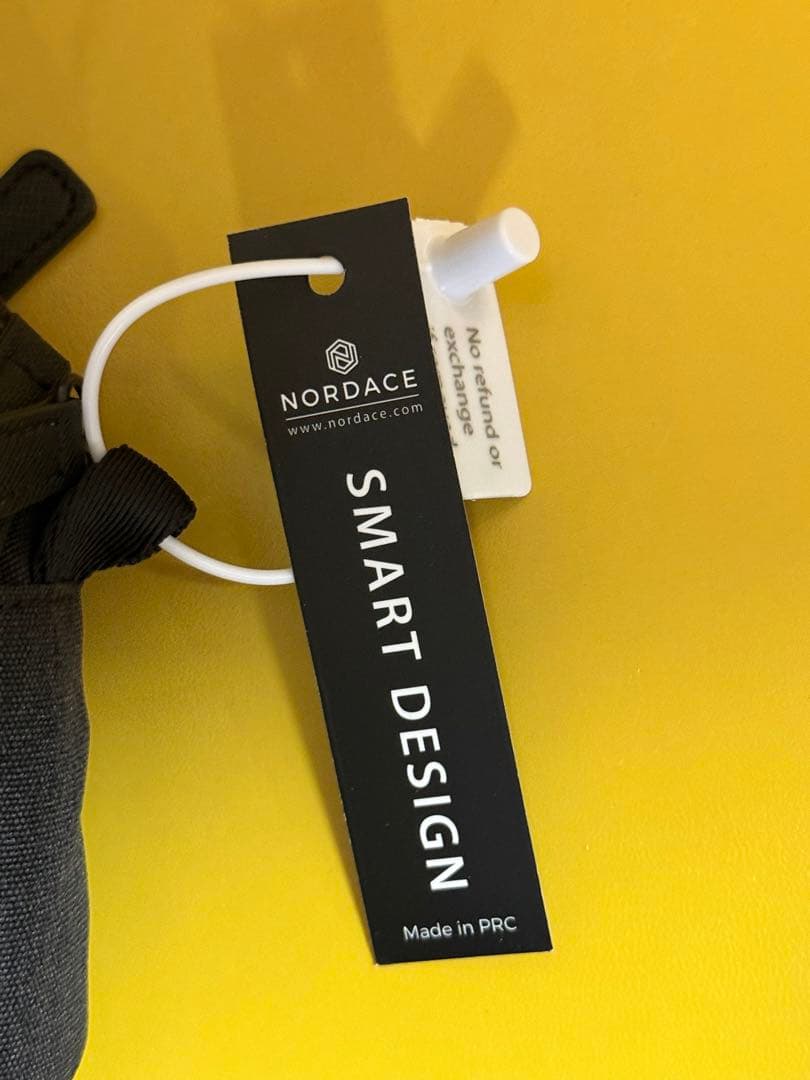 NORDACE
www.nordace.com
SMART DESIGN
Made in PRC
No refund or
exchange